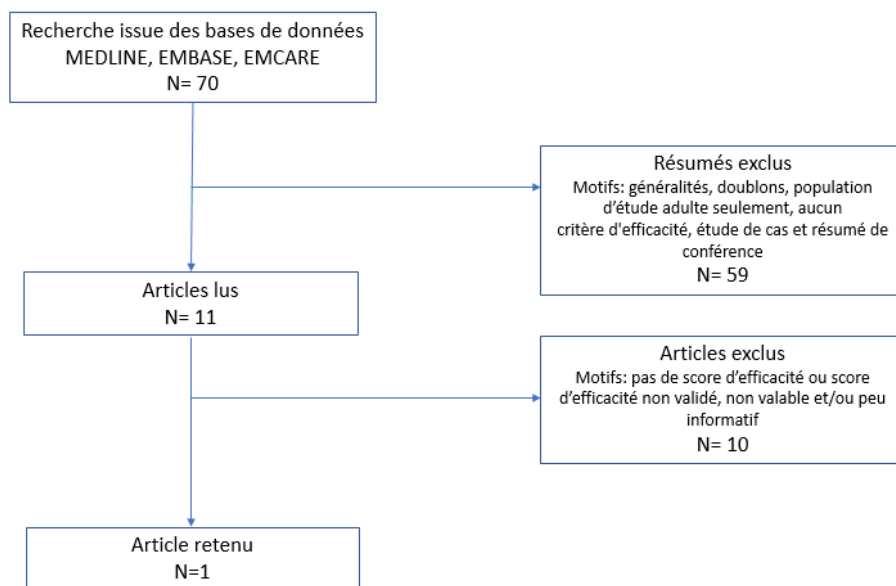 Recherche issue des bases de données
MEDLINE, EMBASE, EMCARE
N= 70
Résumés exclus
Motifs: généralités, doublons, population
d'étude adulte seulement, aucun
critère d'efficacité, étude de cas et résumé de
conférence
N= 59
Articles lus
N= 11
Articles exclus
Motifs: pas de score d'efficacité ou score
d'efficacité non validé, non valable et/ou peu
informatif
N= 10
Article retenu
N=1